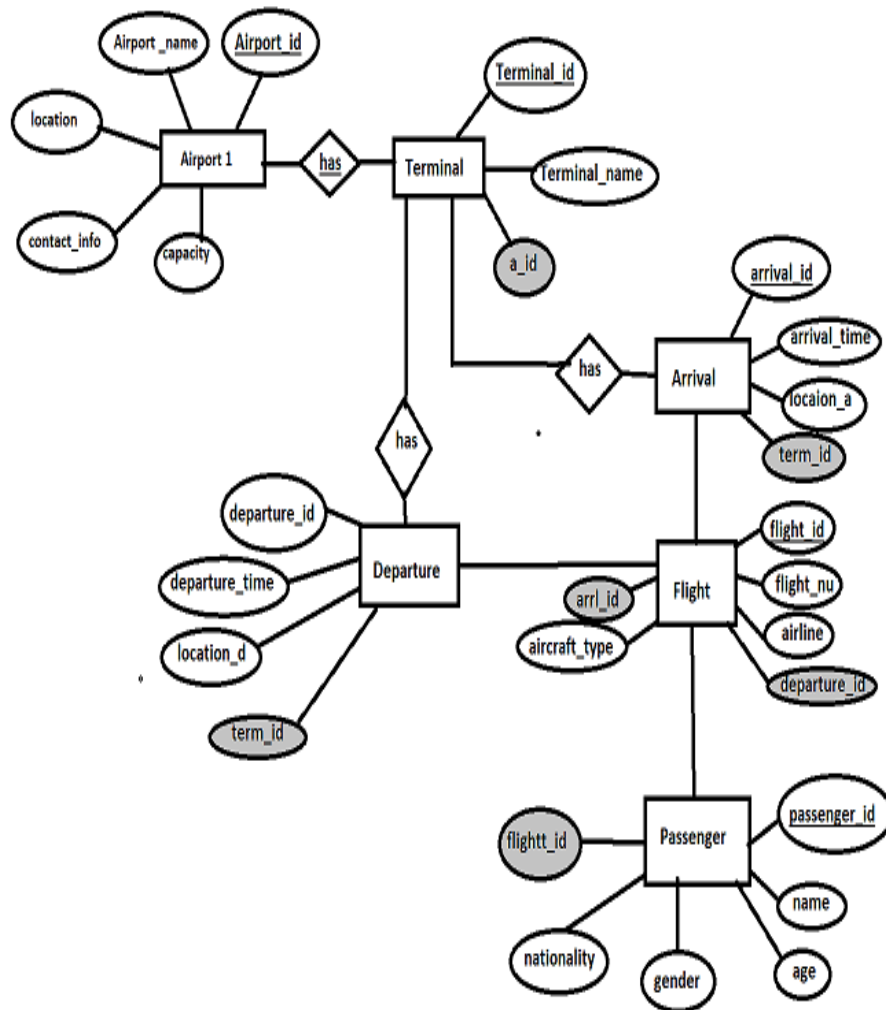 Airport _name
Airport_id
location
Airport 1
has
contact_info
capacity
Terminal
Terminal_id
Terminal_name
a_id
has
has
arrival_id
arrival_time
Arrival
locaion_a
term_id
departure_id
departure_time
Departure
location_d
term_id
flight_id
flight_nu
arrl_id
Flight
airline
aircraft_type
departure_id
passenger_id
flightt_id
Passenger
name
nationality
gender
age